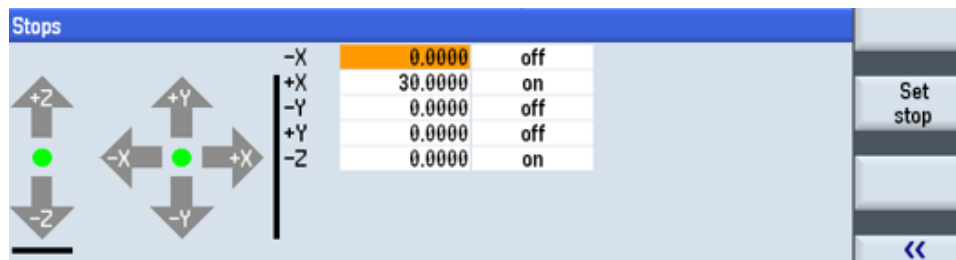 Stops
-X 0.0000 off
+X 30.0000 on
-Y 0.0000 off
+Y 0.0000 off
-Z 0.0000 on
+Z +Y
-X +X
-Z -Y
Set
stop
<<